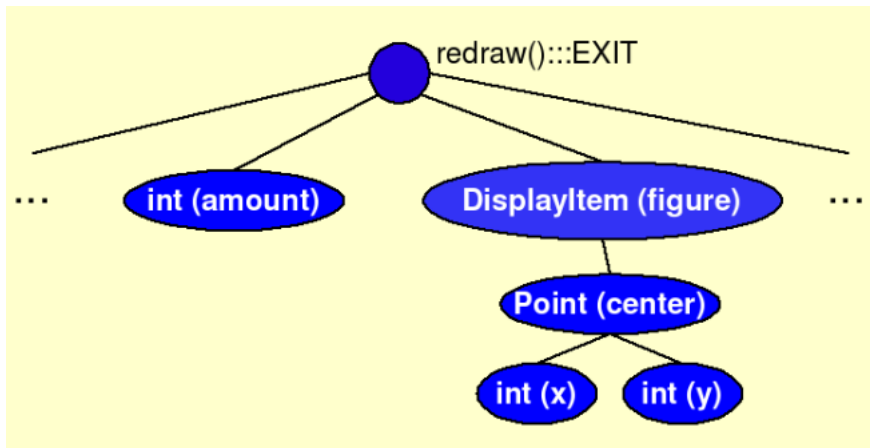 redraw():::EXIT
... int (amount) DisplayItem (figure) ...
Point (center)
int (x) int (y)